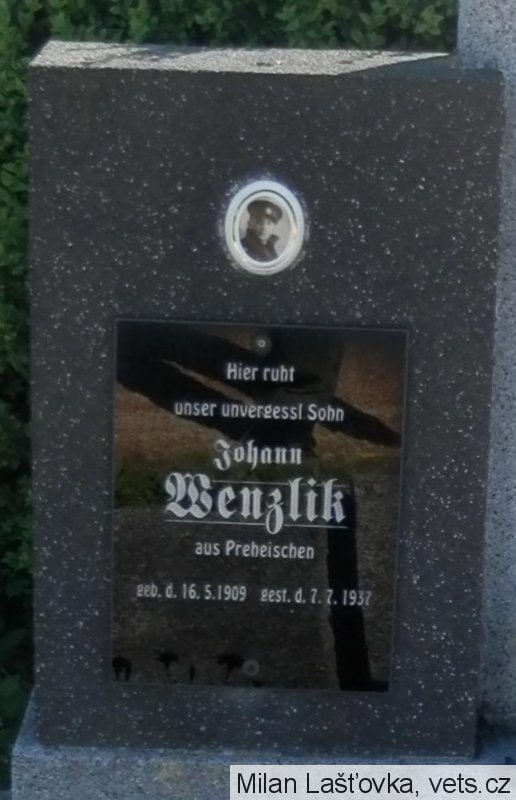 Hier ruht
unser unvergessl Sohn
Johann
Wenzlik
aus Preheischen
geb. d. 16. 5. 1909 gest. d. 7. 7. 1937
Milan Lašťovka, vets.cz